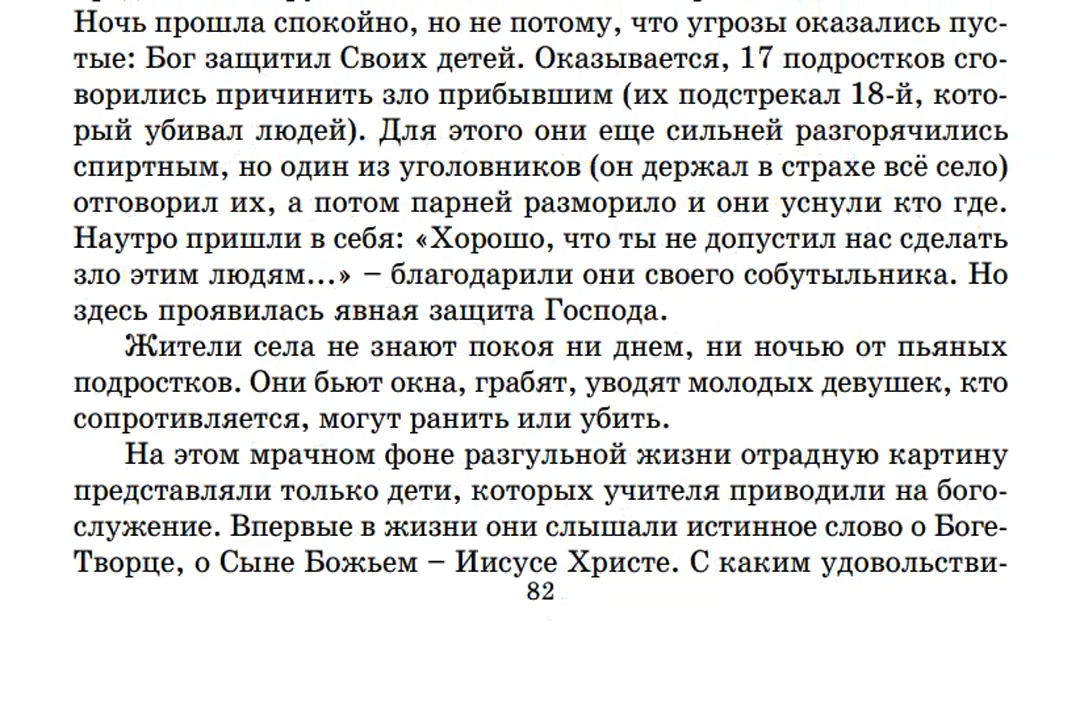 Ночь прошла спокойно, но не потому, что угрозы оказались пус-
тые: Бог защитил Своих детей. Оказывается, 17 подростков сго-
ворились причинить зло прибывшим (их подстрекал 18-й, кото-
рый убивал людей). Для этого они еще сильней разгорячились
спиртным, но один из уголовников (он держал в страхе всё село)
отговорил их, а потом парней разморило и они уснули кто где.
Наутро пришли в себя: «Хорошо, что ты не допустил нас сделать
зло этим людям...» – благодарили они своего собутыльника. Но
здесь проявилась явная защита Господа.
Жители села не знают покоя ни днем, ни ночью от пьяных
подростков. Они бьют окна, грабят, уводят молодых девушек, кто
сопротивляется, могут ранить или убить.
На этом мрачном фоне разгульной жизни отрадную картину
представляли только дети, которых учителя приводили на бого-
служение. Впервые в жизни они слышали истинное слово о Боге-
Творце, о Сыне Божьем – Иисусе Христе. С каким удовольстви-
82